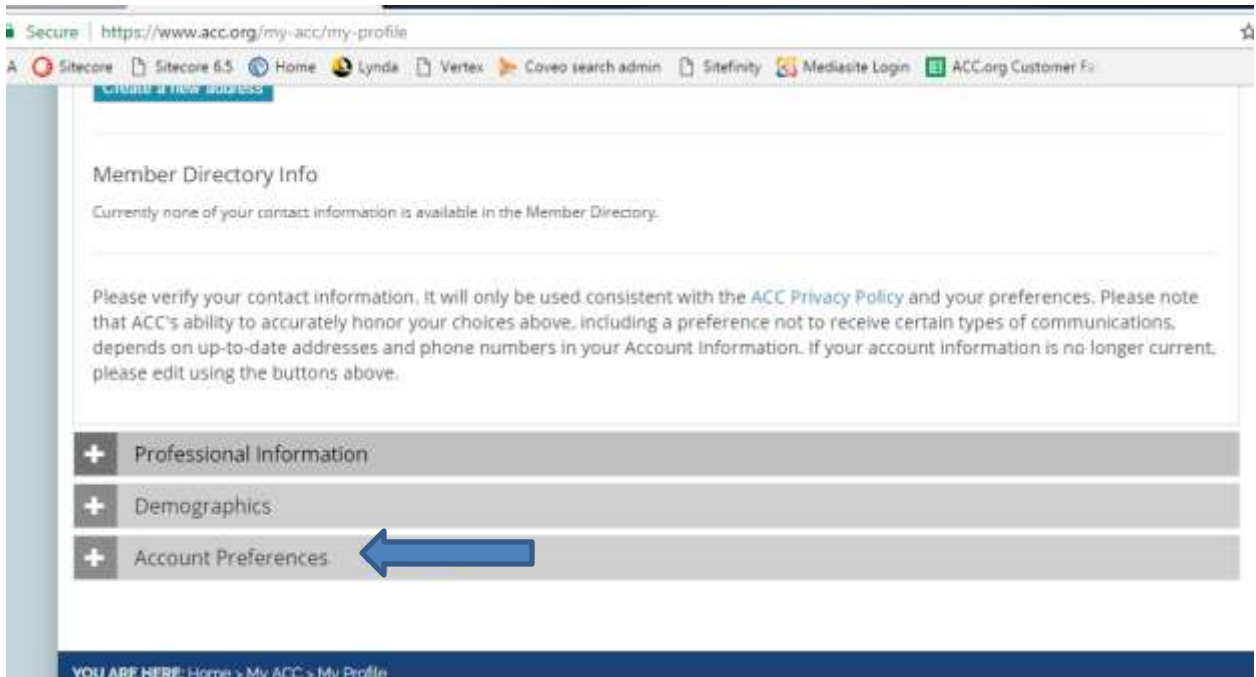 Secure | https://www.acc.org/my-acc/my-profile
A Sitecore Sitecore 6.5 Home Lynda Vertex Coveo search admin Sitefinity Mediasite Login ACC.org Customer
Create a new address
Member Directory Info
Currently none of your contact information is available in the Member Directory.
Please verify your contact information. It will only be used consistent with the ACC Privacy Policy and your preferences. Please note
that ACC's ability to accurately honor your choices above, including a preference not to receive certain types of communications,
depends on up-to-date addresses and phone numbers in your Account Information. If your account information is no longer current,
please edit using the buttons above.
Professional Information
Demographics
Account Preferences
YOU ARE HERE: Home > My ACC > My Profile